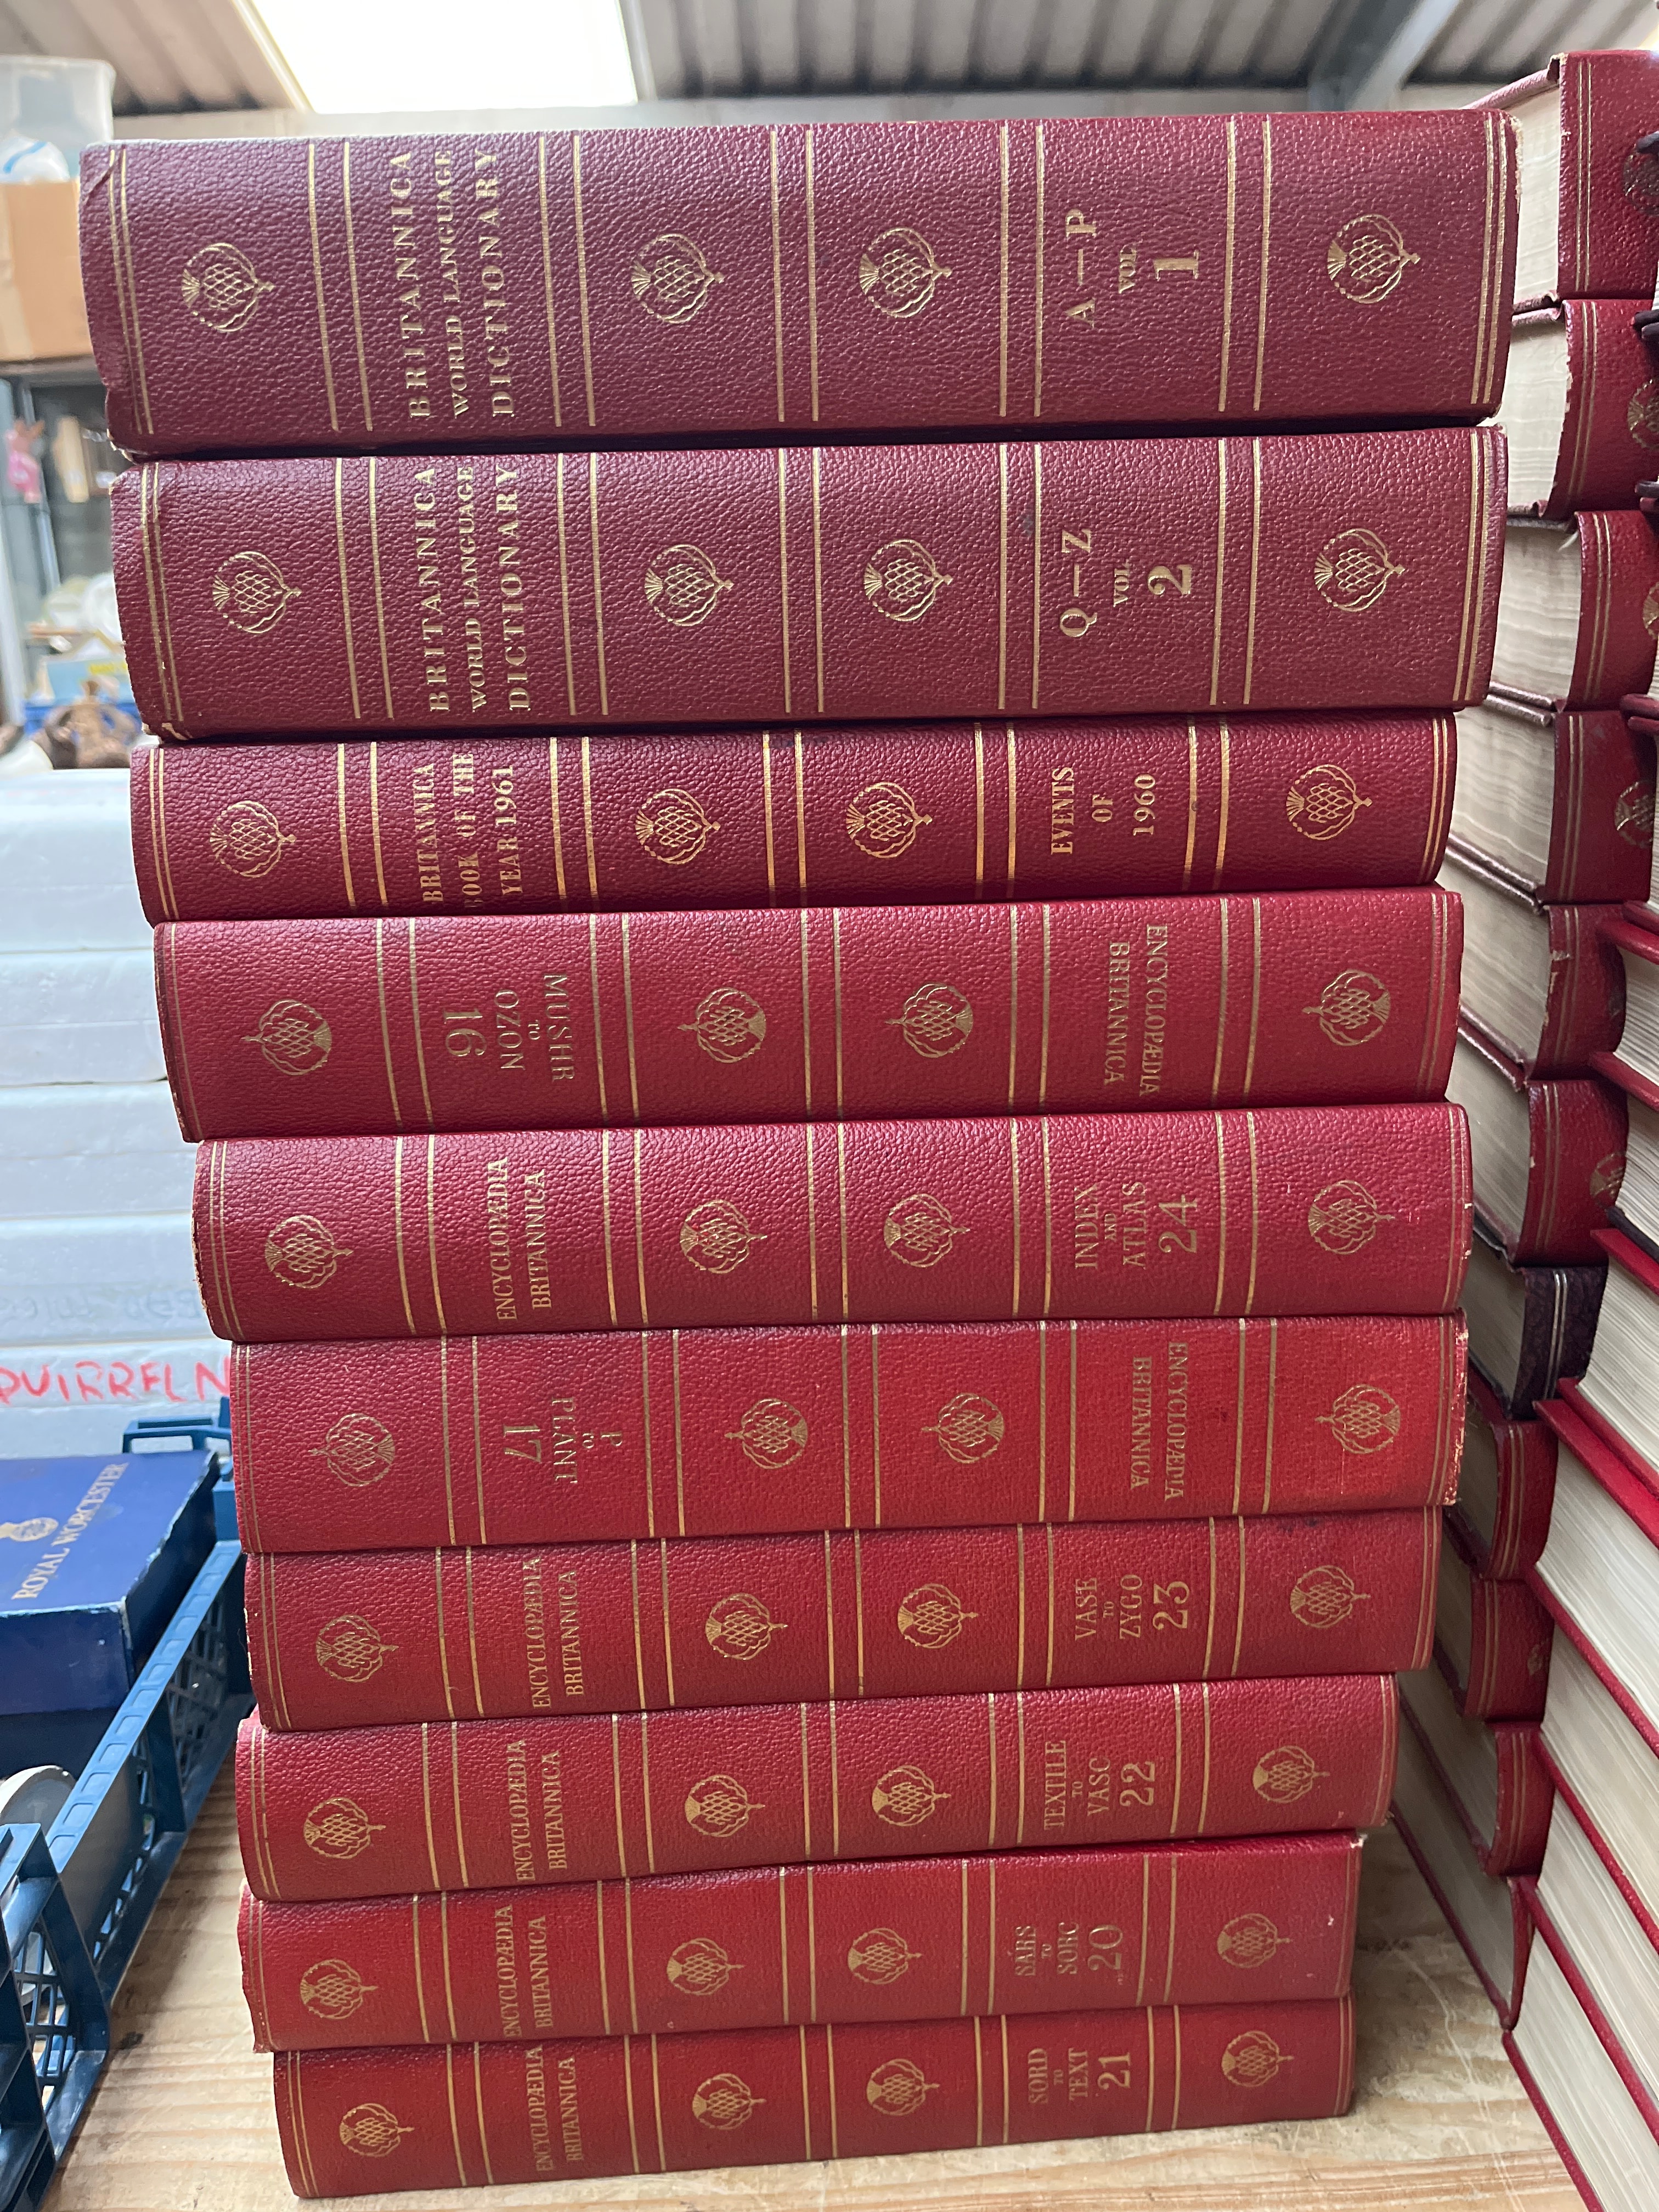 BRITANNICA
WORLD LANGUAGE
DICTIONARY
A—P
VOL
1
BRITANNICA
WORLD LANGUAGE
DICTIONARY
Q—Z
VOL
2
BRITANNICA
BOOK OF THE
YEAR 1961
EVENTS
OF
1960
ENCYCLOPÆDIA
BRITANNICA
MUSHR
TO
OZON
16
ENCYCLOPÆDIA
BRITANNICA
INDEX
AND
ATLAS
24
ENCYCLOPÆDIA
BRITANNICA
P
TO
PLANT
17
ENCYCLOPÆDIA
BRITANNICA
VASE
TO
ZYGO
23
ENCYCLOPÆDIA
BRITANNICA
TEXTILE
TO
VASC
22
ENCYCLOPÆDIA
BRITANNICA
SARS
TO
SORC
20
ENCYCLOPÆDIA
BRITANNICA
SORD
TO
TEXT
21
ROYAL WORCESTER